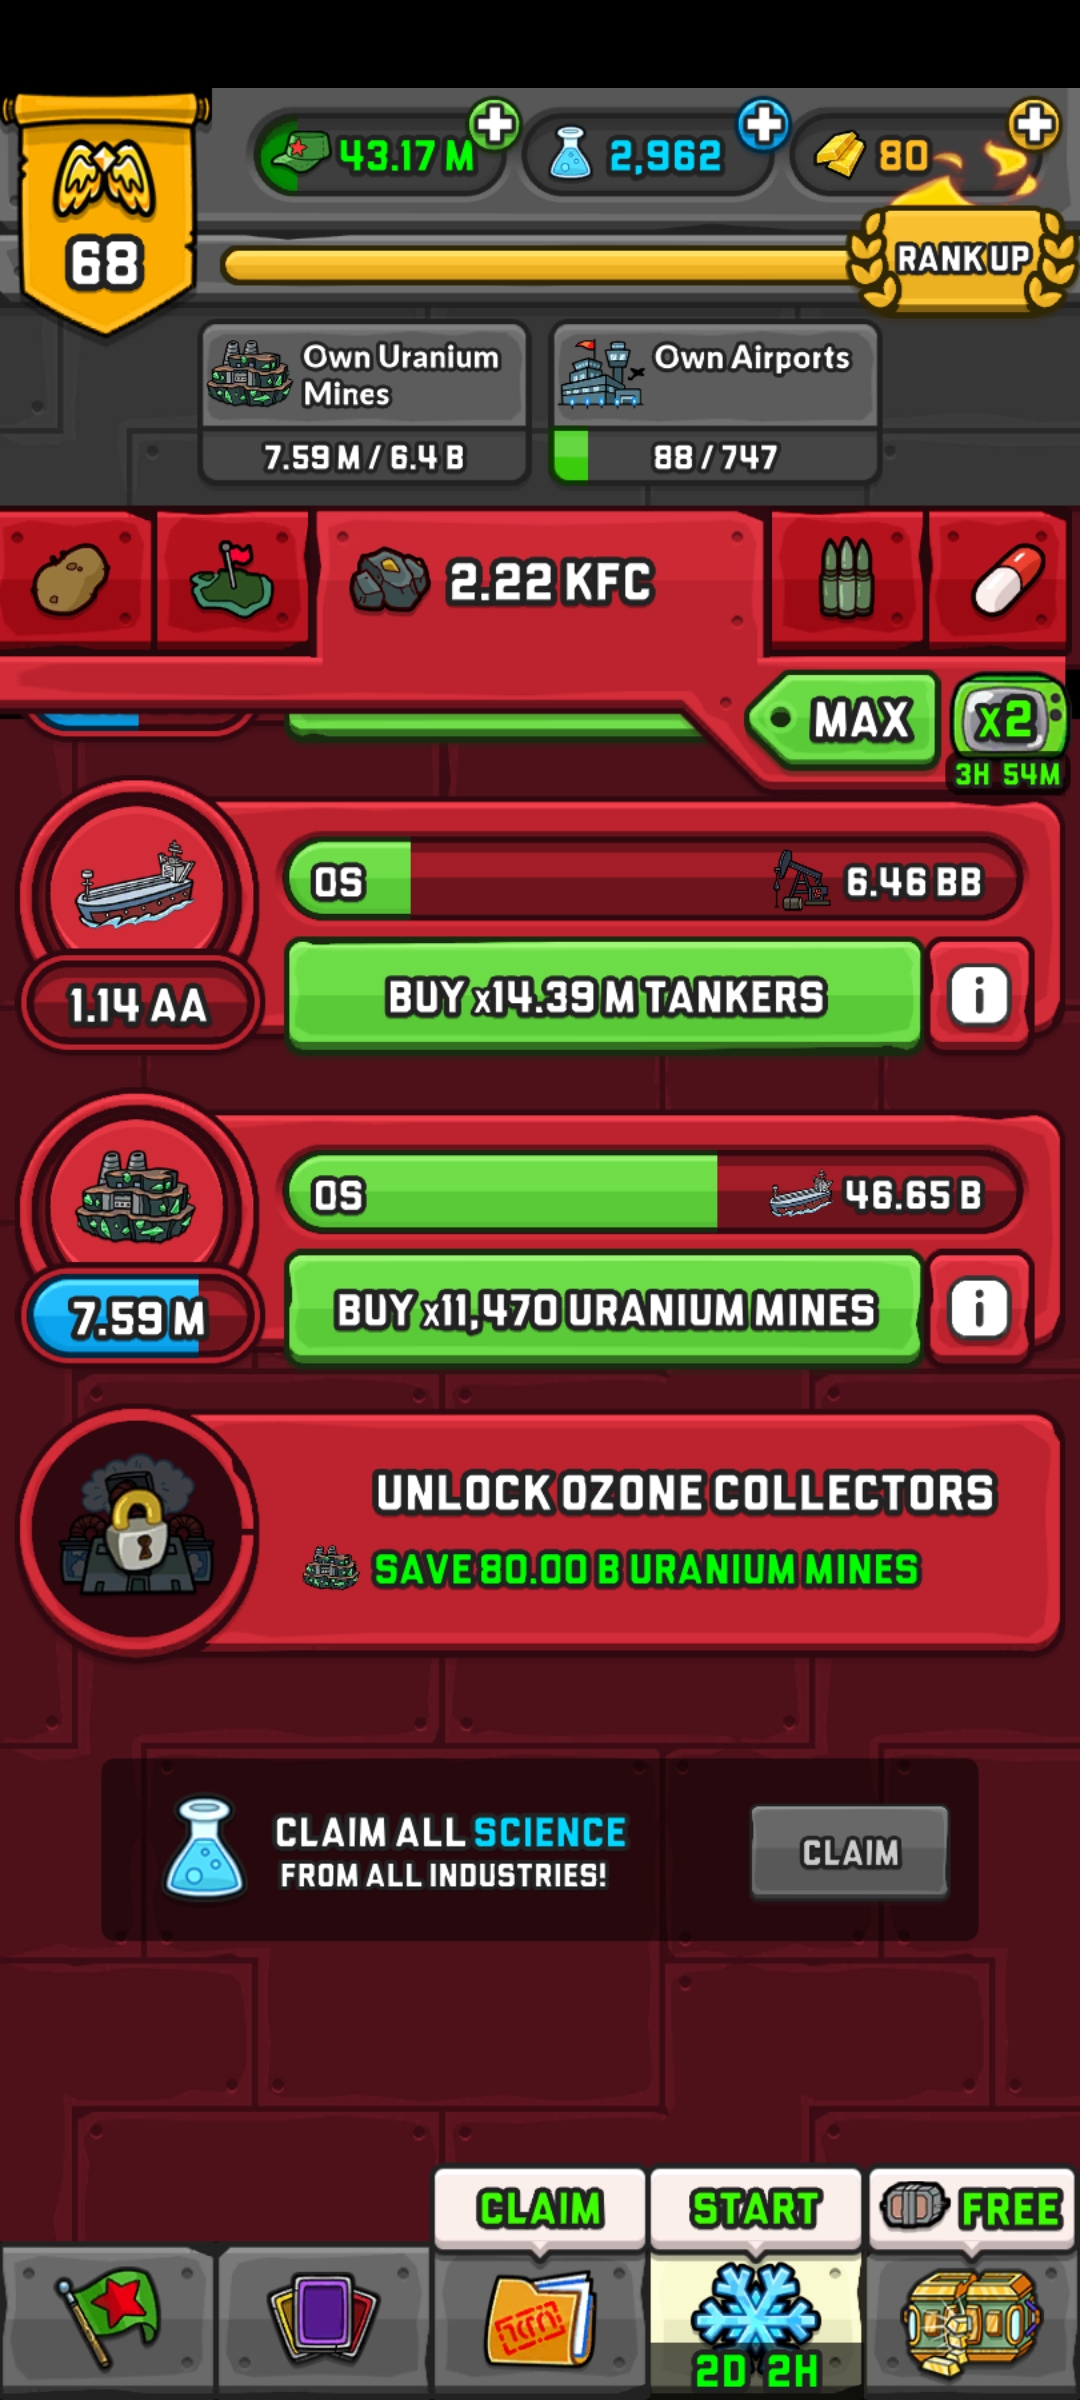 43.17 M
2,962
80
68
RANK UP
Own Uranium
Mines
7.59 M / 6.4 B
Own Airports
88 / 747
2.22 KFC
MAX
x2
3H 54M
0S
6.46 BB
1.14 AA
BUY x14.39 M TANKERS
i
0S
46.65 B
7.59 M
BUY x11,470 URANIUM MINES
i
UNLOCK OZONE COLLECTORS
SAVE 80.00 B URANIUM MINES
CLAIM ALL SCIENCE
FROM ALL INDUSTRIES!
CLAIM
CLAIM
START
FREE
2D 2H